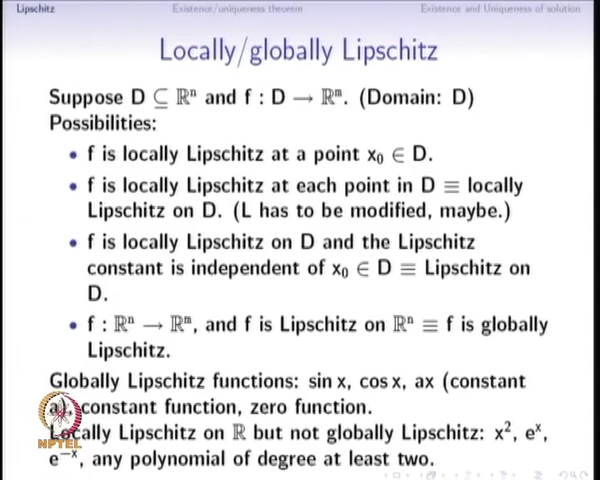 Lipschitz Existence/uniqueness theorem Existence and Uniqueness of solution
Locally/globally Lipschitz
Suppose D ⊆ ℝⁿ and f : D → ℝᵐ. (Domain: D)
Possibilities:
• f is locally Lipschitz at a point x₀ ∈ D.
• f is locally Lipschitz at each point in D ≡ locally
Lipschitz on D. (L has to be modified, maybe.)
• f is locally Lipschitz on D and the Lipschitz
constant is independent of x₀ ∈ D ≡ Lipschitz on
D.
• f : ℝⁿ → ℝᵐ, and f is Lipschitz on ℝⁿ ≡ f is globally
Lipschitz.
Globally Lipschitz functions: sin x, cos x, ax (constant
a), constant function, zero function.
Locally Lipschitz on ℝ but not globally Lipschitz: x², eˣ,
e⁻ˣ, any polynomial of degree at least two.
NPTEL